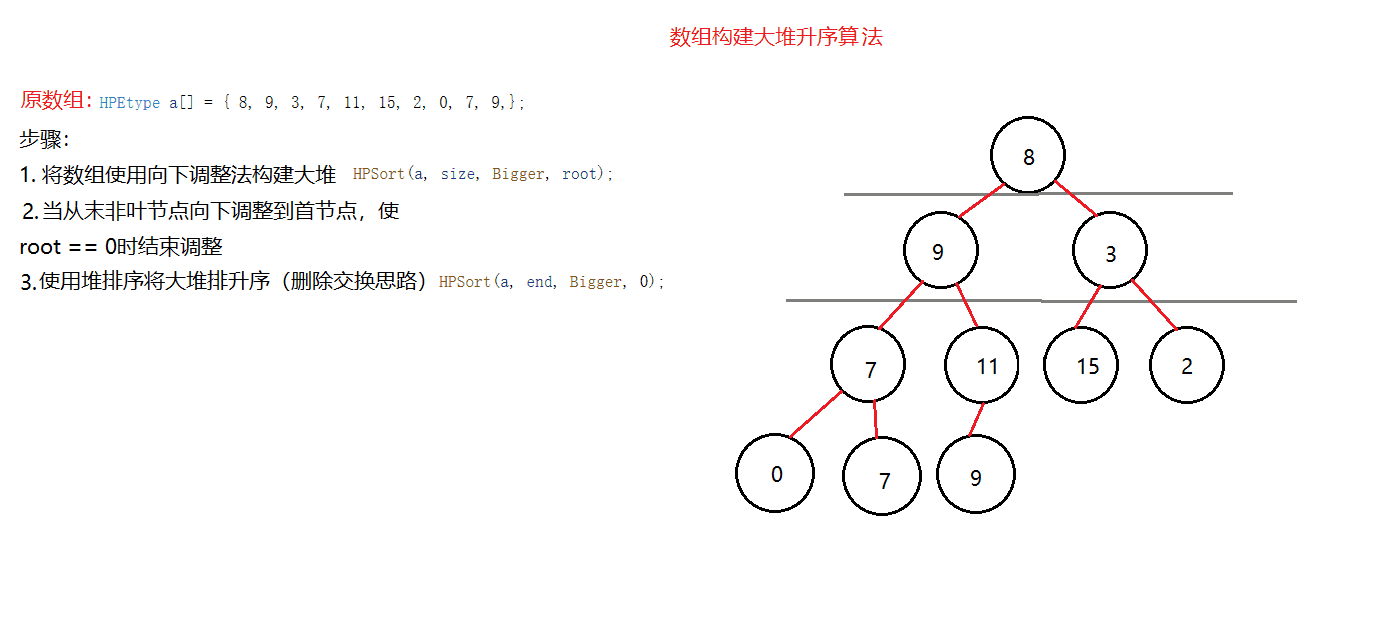 数组构建大堆升序算法
原数组：HPEtype a[] = { 8, 9, 3, 7, 11, 15, 2, 0, 7, 9,};
步骤：
1. 将数组使用向下调整法构建大堆 HPSort(a, size, Bigger, root);
2.当从末非叶节点向下调整到首节点，使
root == 0时结束调整
3.使用堆排序将大堆排升序（删除交换思路）HPSort(a, end, Bigger, 0);
8
9 3
7 11 15 2
0 7 9